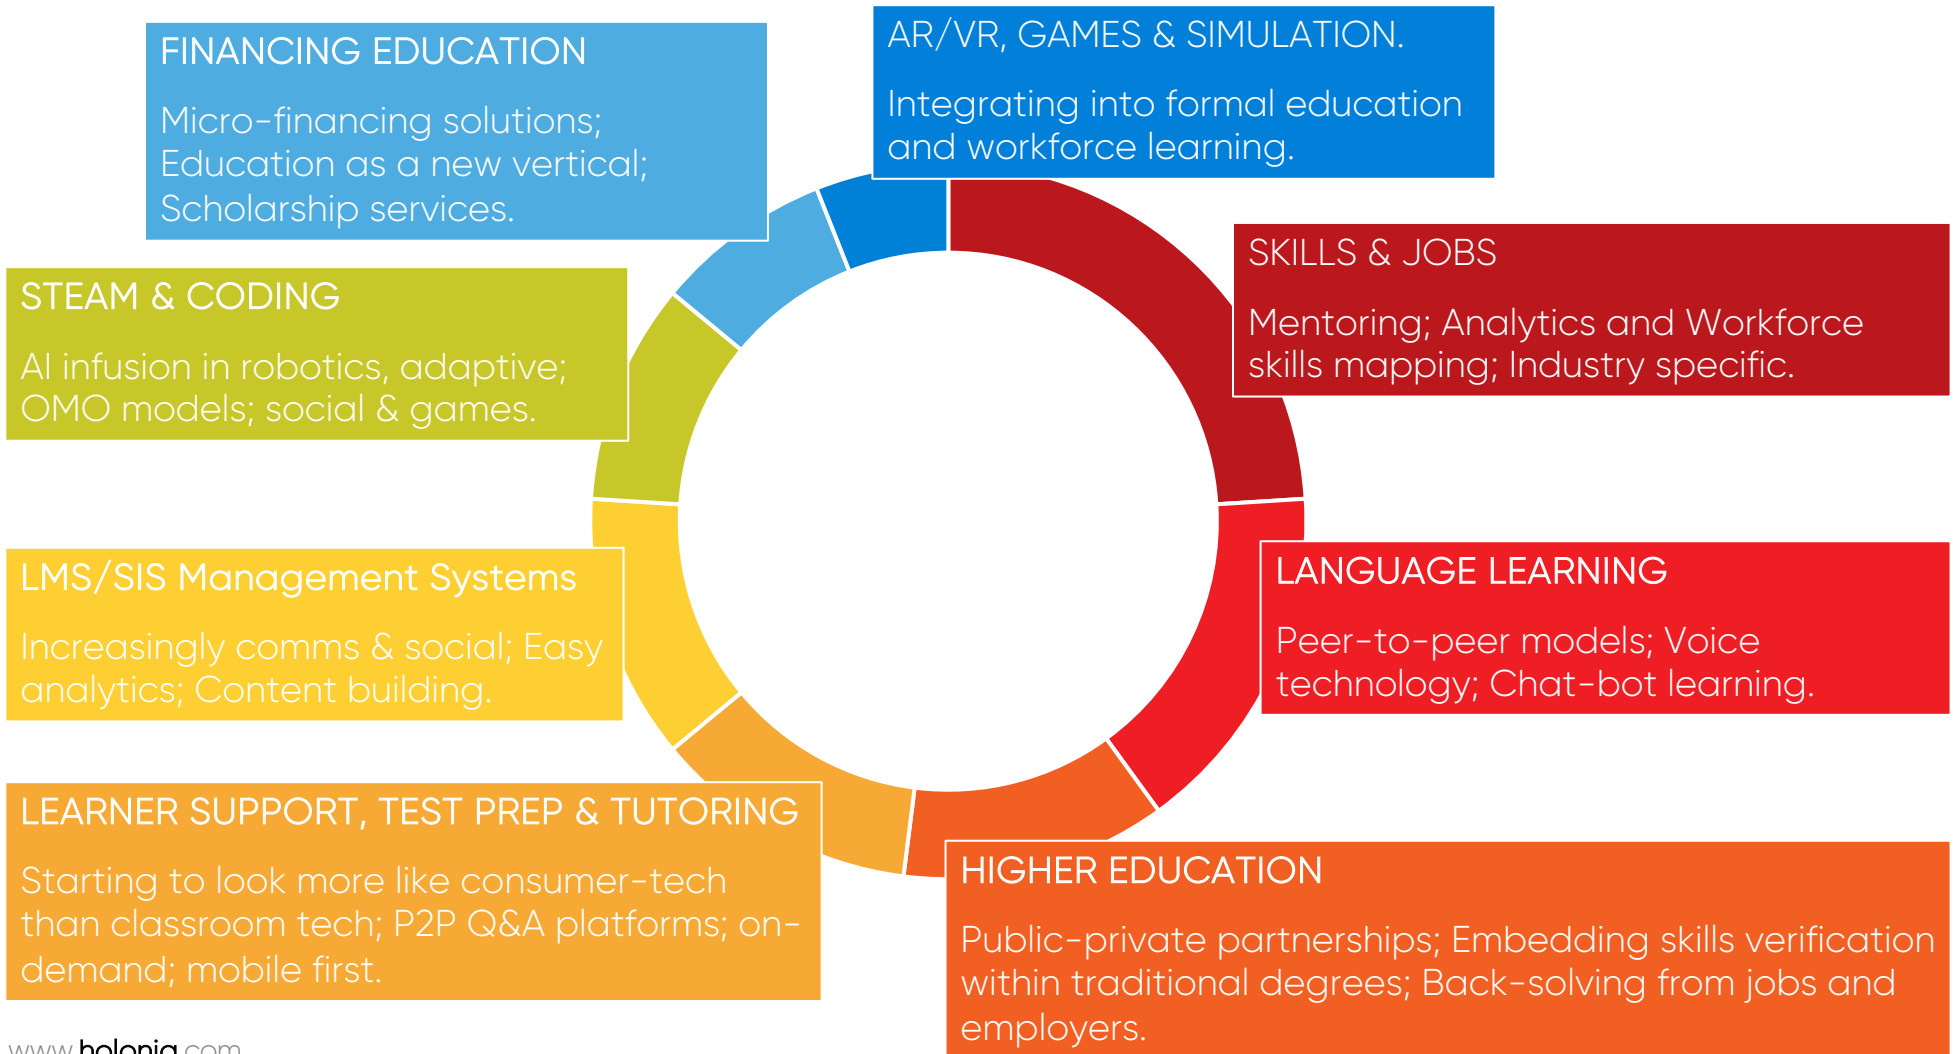 FINANCING EDUCATION
Micro-financing solutions;
Education as a new vertical;
Scholarship services.
AR/VR, GAMES & SIMULATION.
Integrating into formal education
and workforce learning.
SKILLS & JOBS
Mentoring; Analytics and Workforce
skills mapping; Industry specific.
STEAM & CODING
AI infusion in robotics, adaptive;
OMO models; social & games.
LANGUAGE LEARNING
Peer-to-peer models; Voice
technology; Chat-bot learning.
LMS/SIS Management Systems
Increasingly comms & social; Easy
analytics; Content building.
LEARNER SUPPORT, TEST PREP & TUTORING
Starting to look more like consumer-tech
than classroom tech; P2P Q&A platforms; on-
demand; mobile first.
HIGHER EDUCATION
Public-private partnerships; Embedding skills verification
within traditional degrees; Back-solving from jobs and
employers.
www.holoniq.com